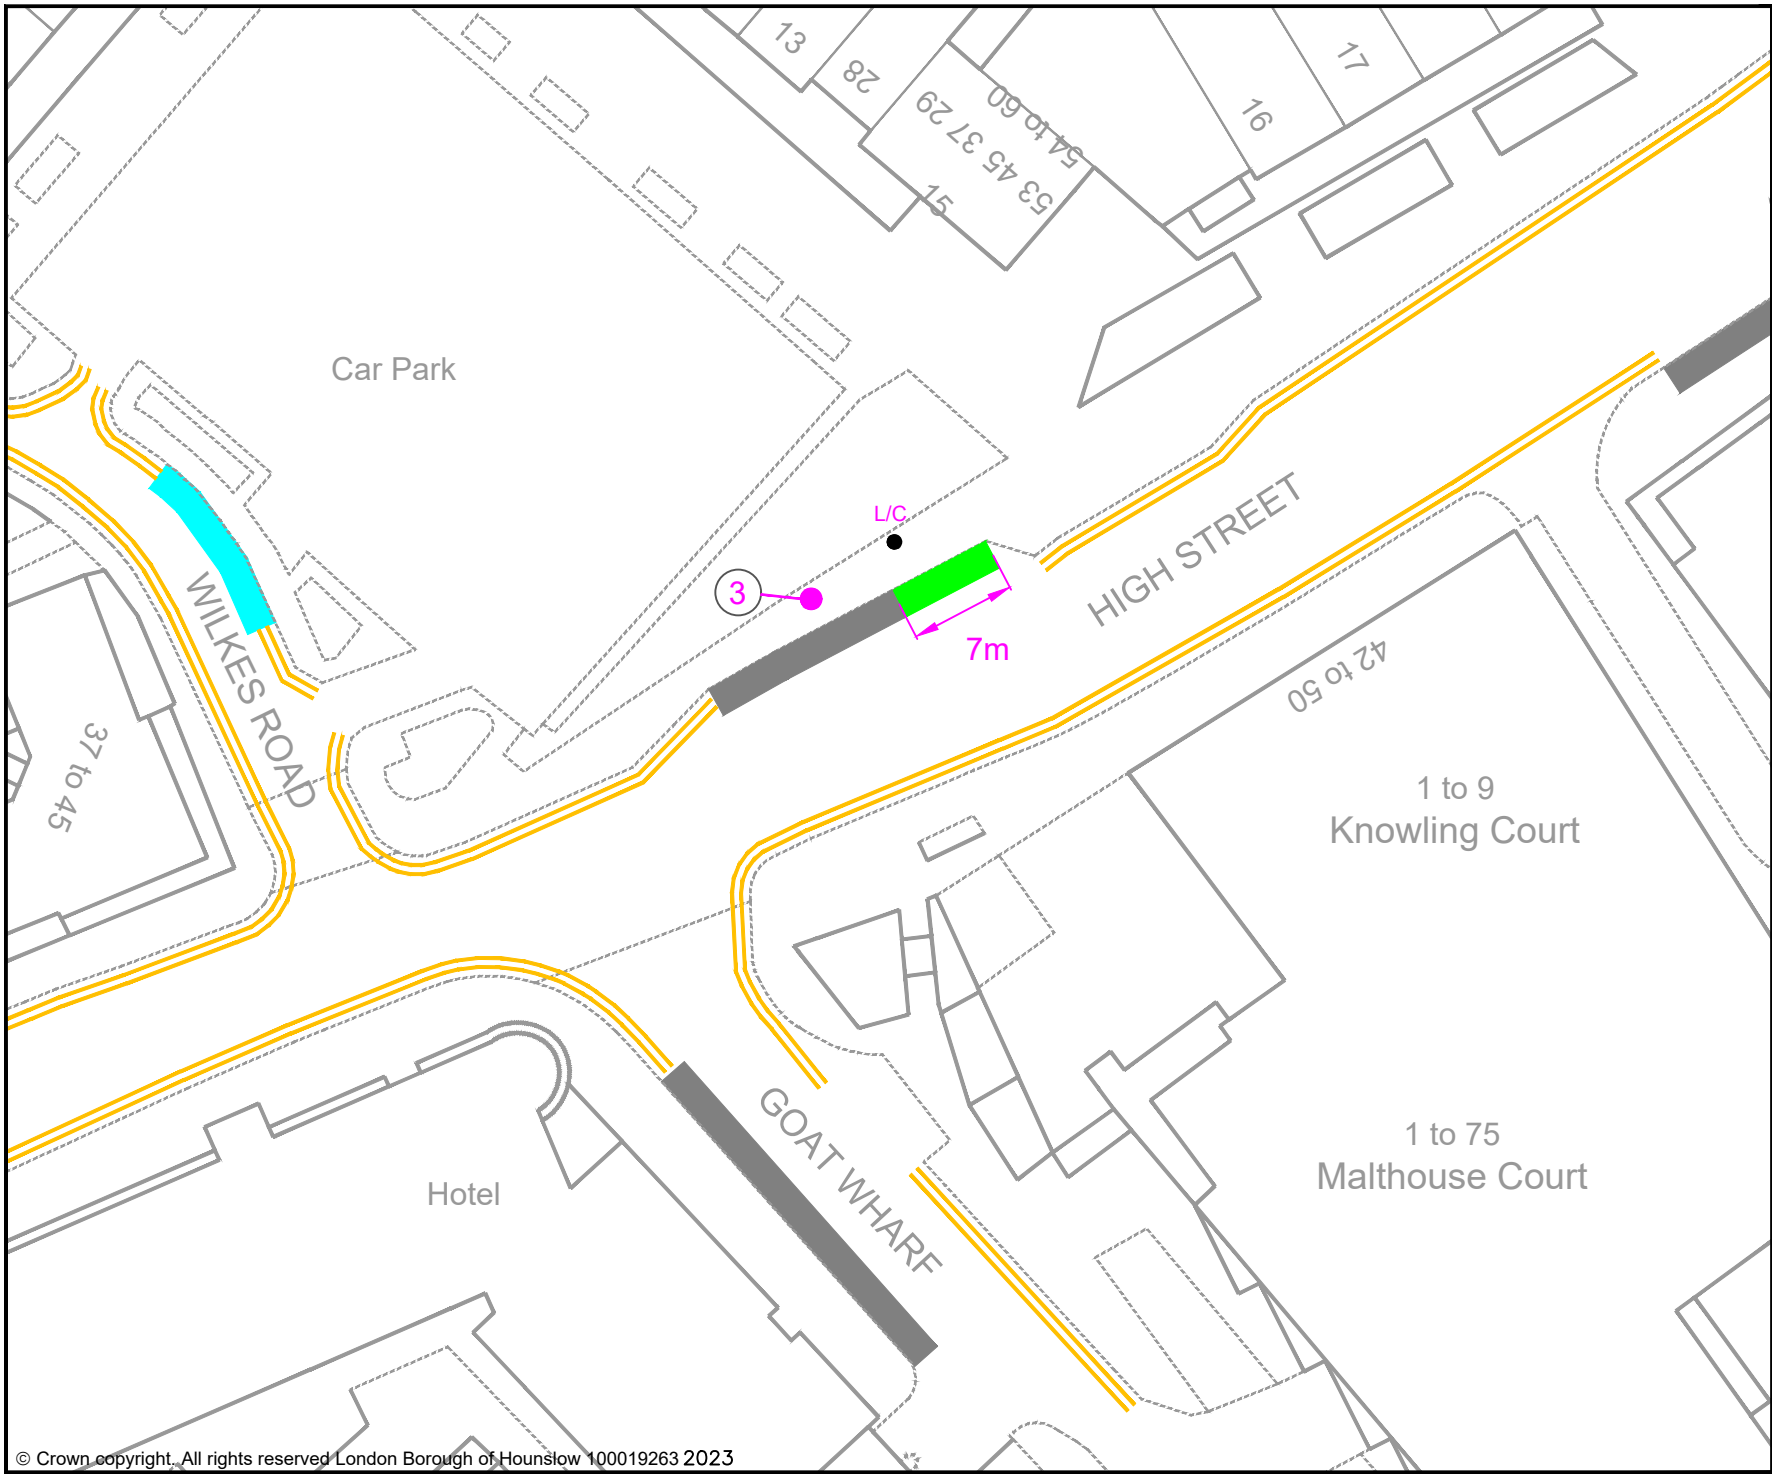 13
28
53 45 37 29
54 to 60
15
16
17
Car Park
L/C
3
7m
HIGH STREET
WILKES ROAD
37 to 45
42 to 50
1 to 9
Knowling Court
1 to 75
Malthouse Court
GOAT WHARF
Hotel
© Crown copyright. All rights reserved London Borough of Hounslow 100019263 2023